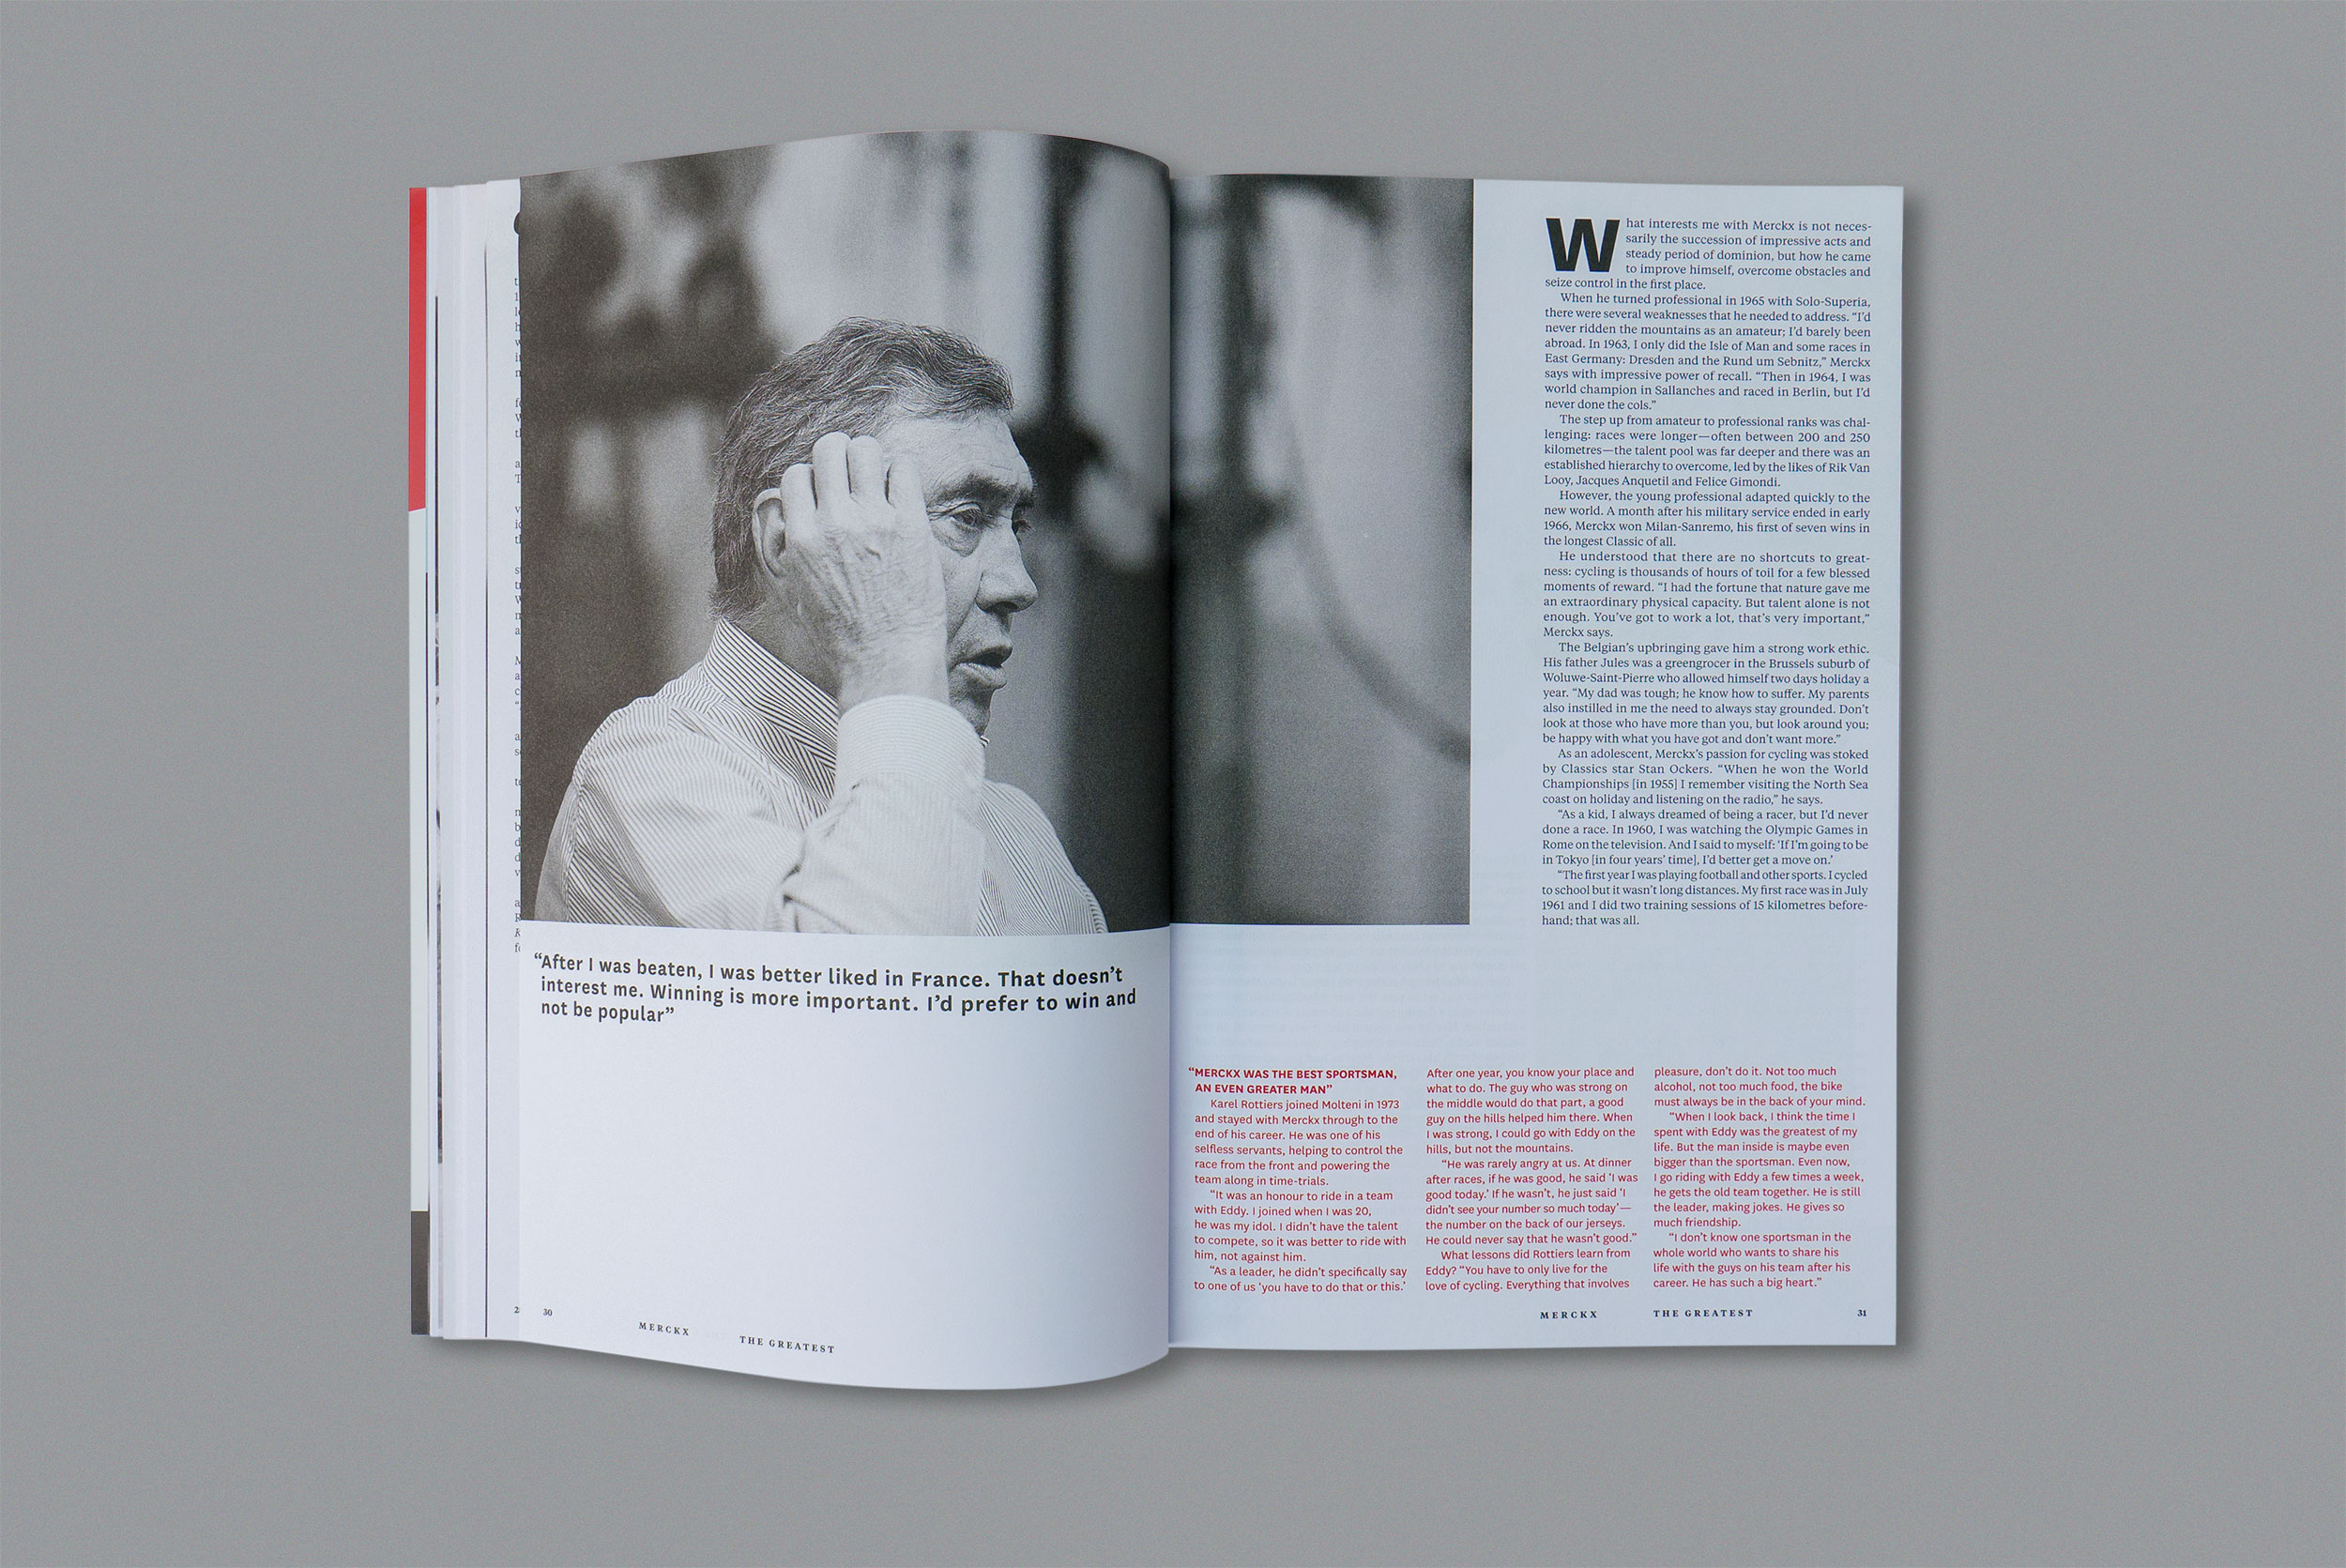 “After I was beaten, I was better liked in France. That doesn’t
interest me. Winning is more important. I’d prefer to win and
not be popular”
30
MERCKX THE GREATEST
What interests me with Merckx is not neces-
sarily the succession of impressive acts and
steady period of dominion, but how he came
to improve himself, overcome obstacles and
seize control in the first place.
When he turned professional in 1965 with Solo-Superia,
there were several weaknesses that he needed to address. “I’d
never ridden the mountains as an amateur; I’d barely been
abroad. In 1963, I only did the Isle of Man and some races in
East Germany: Dresden and the Rund um Sebnitz,” Merckx
says with impressive power of recall. “Then in 1964, I was
world champion in Sallanches and raced in Berlin, but I’d
never done the cols.”
The step up from amateur to professional ranks was chal-
lenging: races were longer—often between 200 and 250
kilometres—the talent pool was far deeper and there was an
established hierarchy to overcome, led by the likes of Rik Van
Looy, Jacques Anquetil and Felice Gimondi.
However, the young professional adapted quickly to the
new world. A month after his military service ended in early
1966, Merckx won Milan-Sanremo, his first of seven wins in
the longest Classic of all.
He understood that there are no shortcuts to great-
ness: cycling is thousands of hours of toil for a few blessed
moments of reward. “I had the fortune that nature gave me
an extraordinary physical capacity. But talent alone is not
enough. You’ve got to work a lot, that’s very important,”
Merckx says.
The Belgian’s upbringing gave him a strong work ethic.
His father Jules was a greengrocer in the Brussels suburb of
Woluwe-Saint-Pierre who allowed himself two days holiday a
year. “My dad was tough; he know how to suffer. My parents
also instilled in me the need to always stay grounded. Don’t
look at those who have more than you, but look around you;
be happy with what you have got and don’t want more.”
As an adolescent, Merckx’s passion for cycling was stoked
by Classics star Stan Ockers. “When he won the World
Championships [in 1955] I remember visiting the North Sea
coast on holiday and listening on the radio,” he says.
“As a kid, I always dreamed of being a racer, but I’d never
done a race. In 1960, I was watching the Olympic Games in
Rome on the television. And I said to myself: ‘If I’m going to be
in Tokyo [in four years’ time], I’d better get a move on.’
“The first year I was playing football and other sports. I cycled
to school but it wasn’t long distances. My first race was in July
1961 and I did two training sessions of 15 kilometres before-
hand; that was all.
“MERCKX WAS THE BEST SPORTSMAN,
AN EVEN GREATER MAN”
Karel Rottiers joined Molteni in 1973
and stayed with Merckx through to the
end of his career. He was one of his
selfless servants, helping to control the
race from the front and powering the
team along in time-trials.
“It was an honour to ride in a team
with Eddy. I joined when I was 20,
he was my idol. I didn’t have the talent
to compete, so it was better to ride with
him, not against him.
“As a leader, he didn’t specifically say
to one of us ‘you have to do that or this.’
After one year, you know your place and
what to do. The guy who was strong on
the middle would do that part, a good
guy on the hills helped him there. When
I was strong, I could go with Eddy on the
hills, but not the mountains.
“He was rarely angry at us. At dinner
after races, if he was good, he said ‘I was
good today.’ If he wasn’t, he just said ‘I
didn’t see your number so much today’—
the number on the back of our jerseys.
He could never say that he wasn’t good.”
What lessons did Rottiers learn from
Eddy? “You have to only live for the
love of cycling. Everything that involves
pleasure, don’t do it. Not too much
alcohol, not too much food, the bike
must always be in the back of your mind.
“When I look back, I think the time I
spent with Eddy was the greatest of my
life. But the man inside is maybe even
bigger than the sportsman. Even now,
I go riding with Eddy a few times a week,
he gets the old team together. He is still
the leader, making jokes. He gives so
much friendship.
“I don’t know one sportsman in the
whole world who wants to share his
life with the guys on his team after his
career. He has such a big heart.”
MERCKX THE GREATEST 31